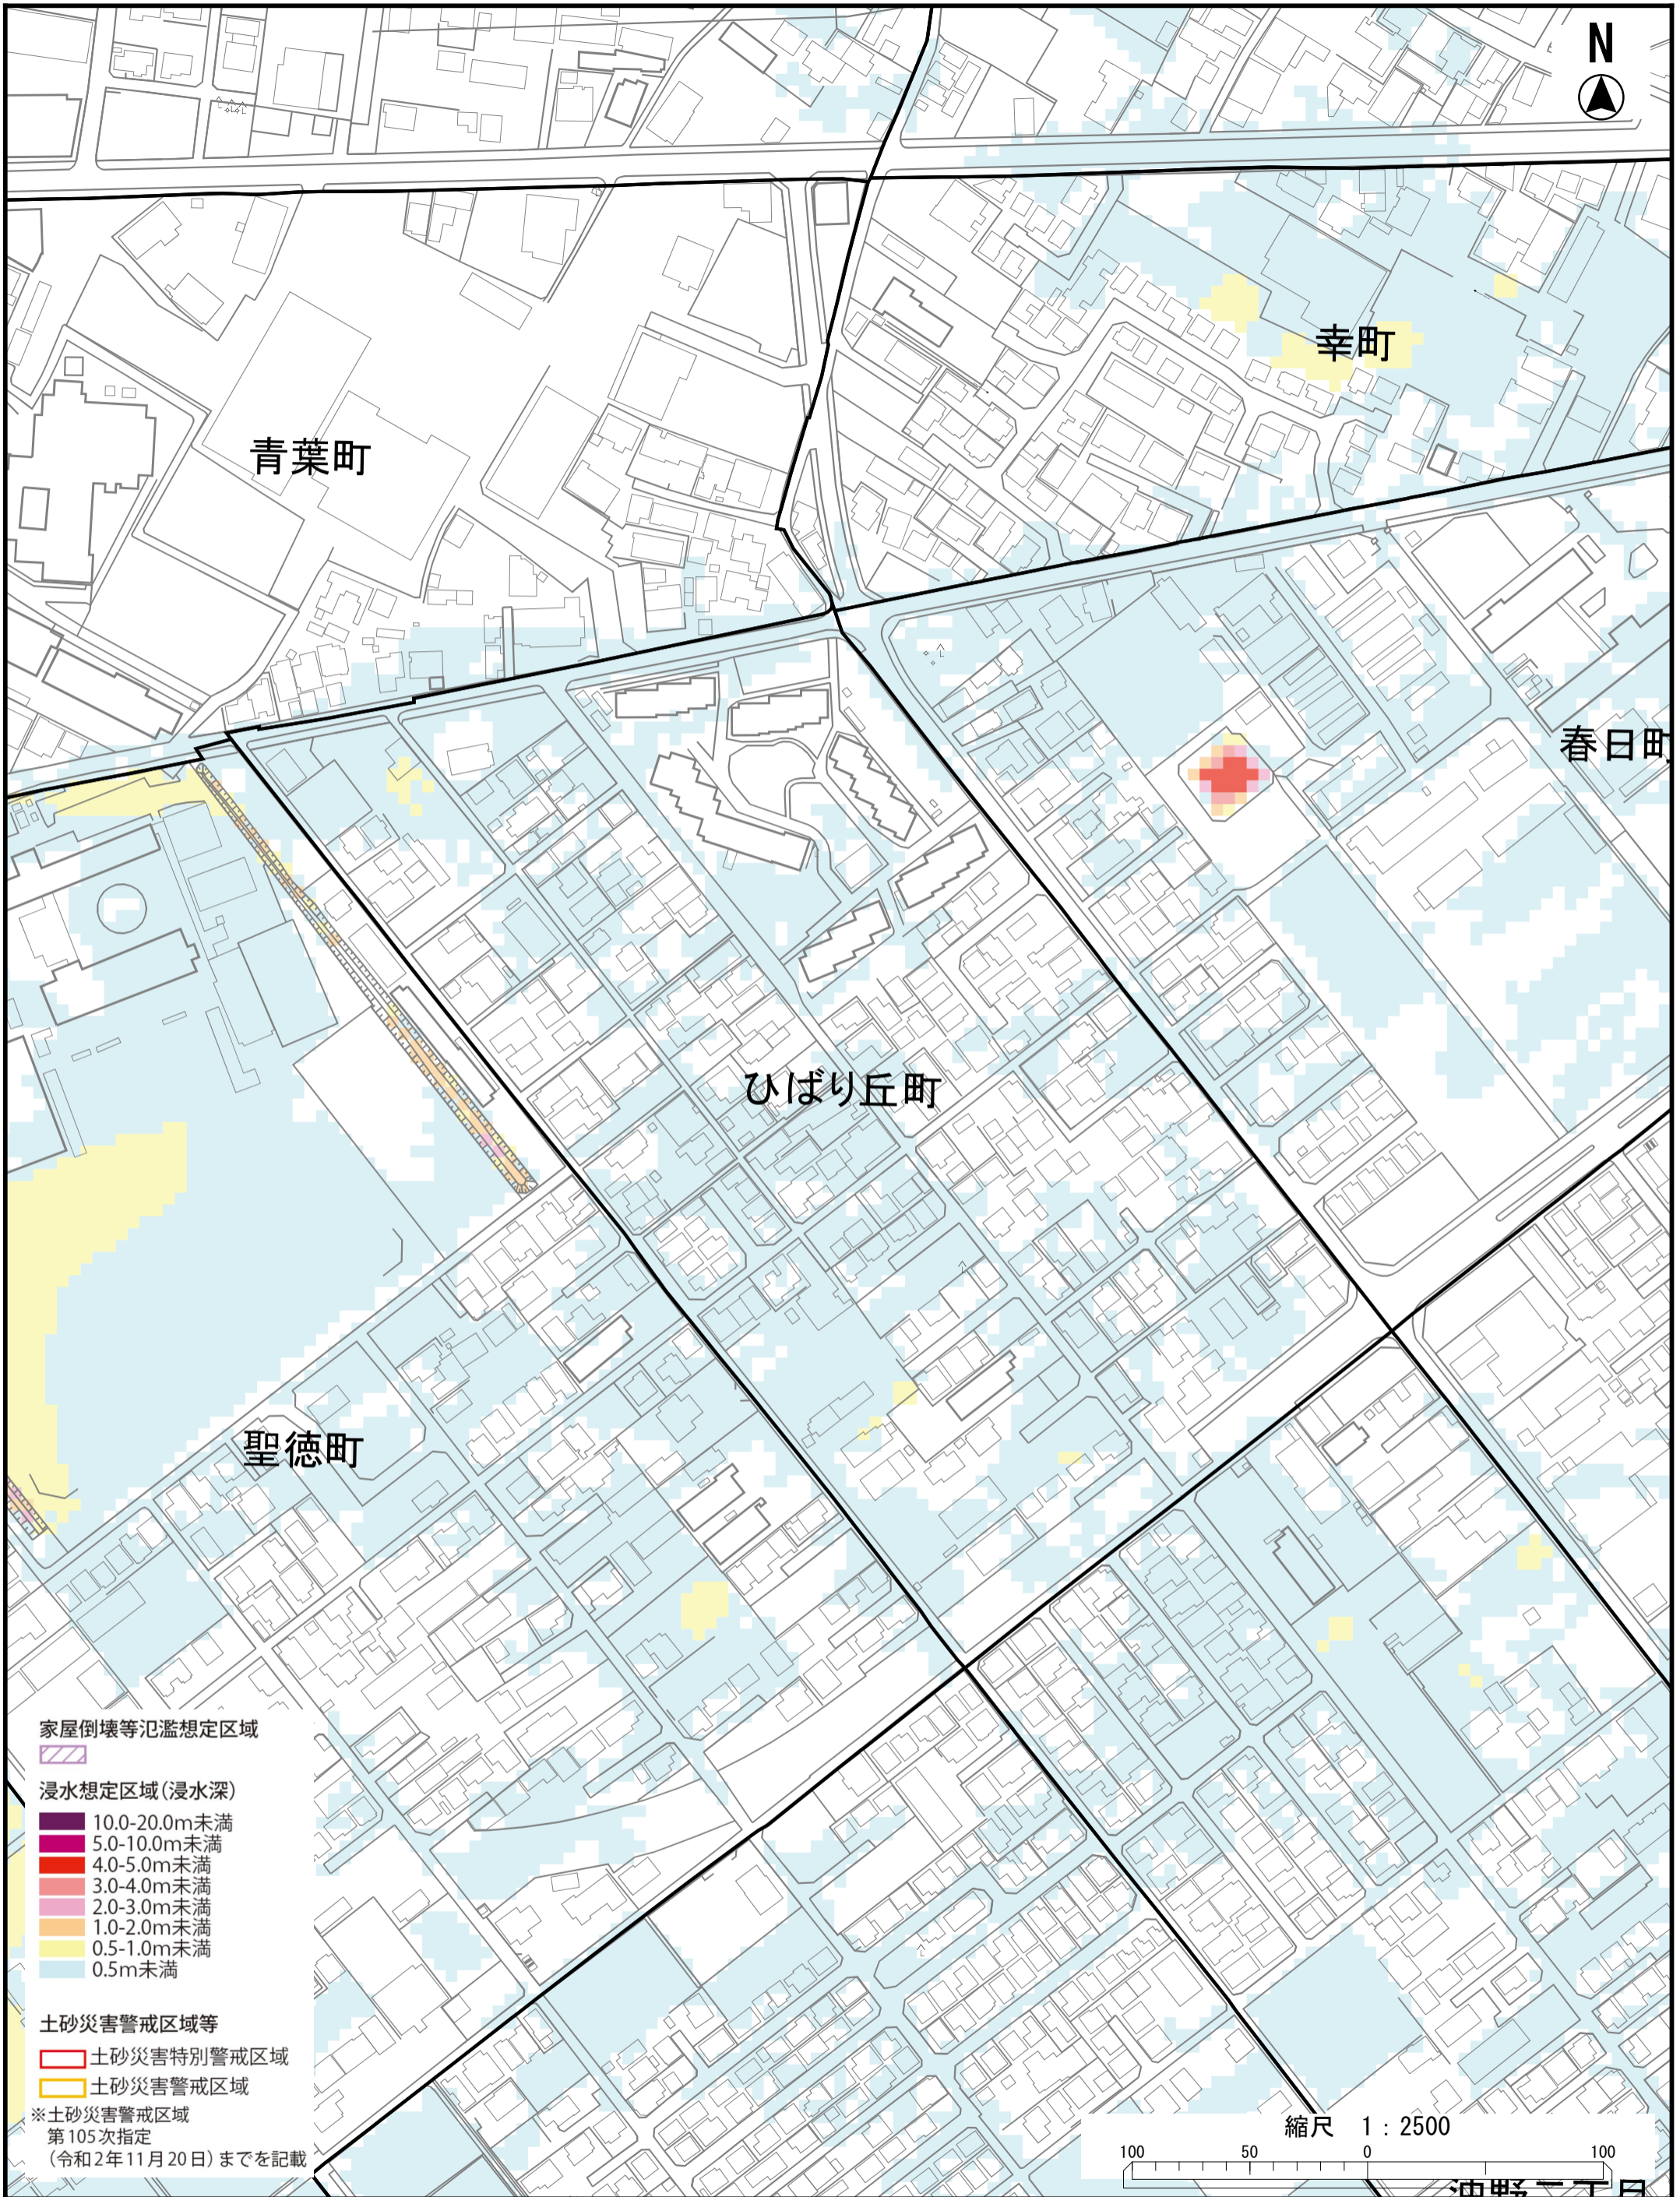 N
幸町
青葉町
春日町
ひばり丘町
聖徳町
家屋倒壊等氾濫想定区域
浸水想定区域(浸水深)
10.0-20.0m未満
5.0-10.0m未満
4.0-5.0m未満
3.0-4.0m未満
2.0-3.0m未満
1.0-2.0m未満
0.5-1.0m未満
0.5m未満
土砂災害警戒区域等
土砂災害特別警戒区域
土砂災害警戒区域
※土砂災害警戒区域
第105次指定
(令和2年11月20日)までを記載
縮尺 1:2500
100 50 0 100